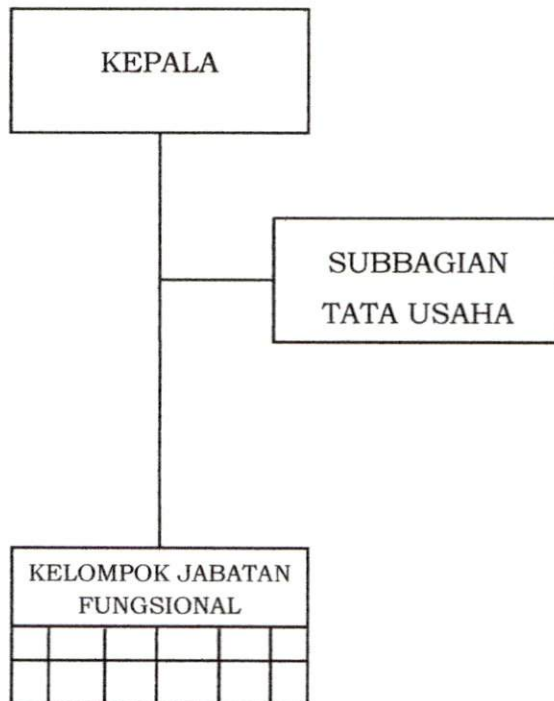 KEPALA
SUBBAGIAN
TATA USAHA
KELOMPOK JABATAN
FUNGSIONAL